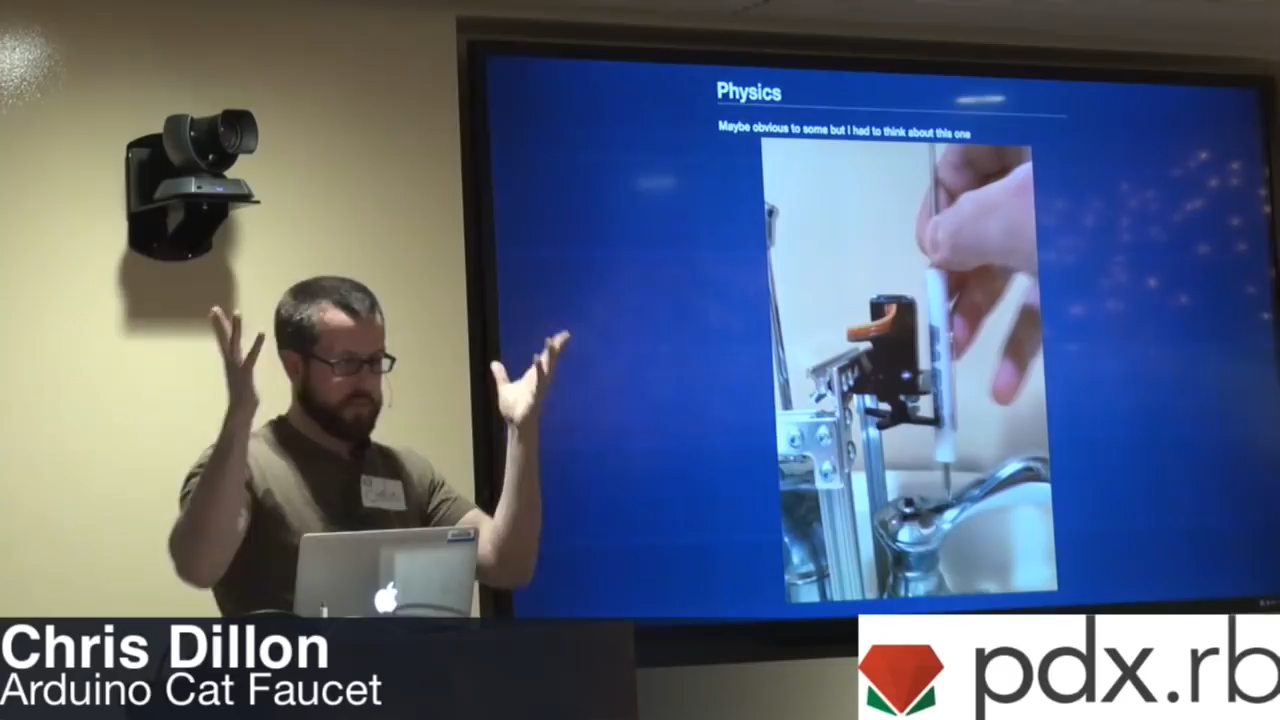 Physics
Maybe obvious to some but I had to think about this one
Chris Dillon
Arduino Cat Faucet
pdx.rb